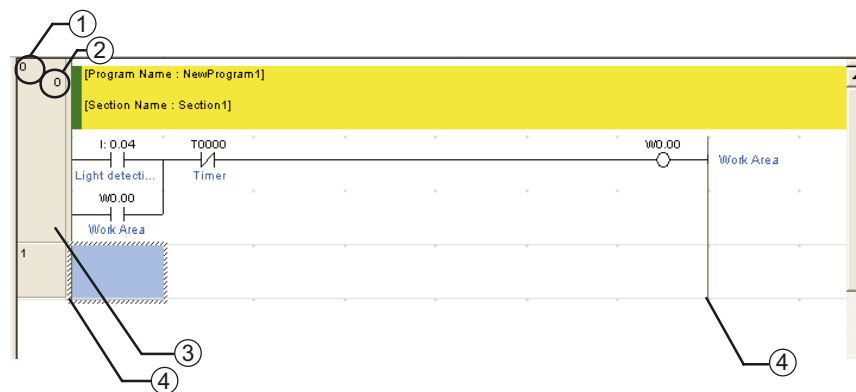 1
2
0
0
[Program Name : NewProgram1]
[Section Name : Section1]
I: 0.04
T0000
W0.00
Light detecti...
Timer
Work Area
W0.00
Work Area
1
3
4
4